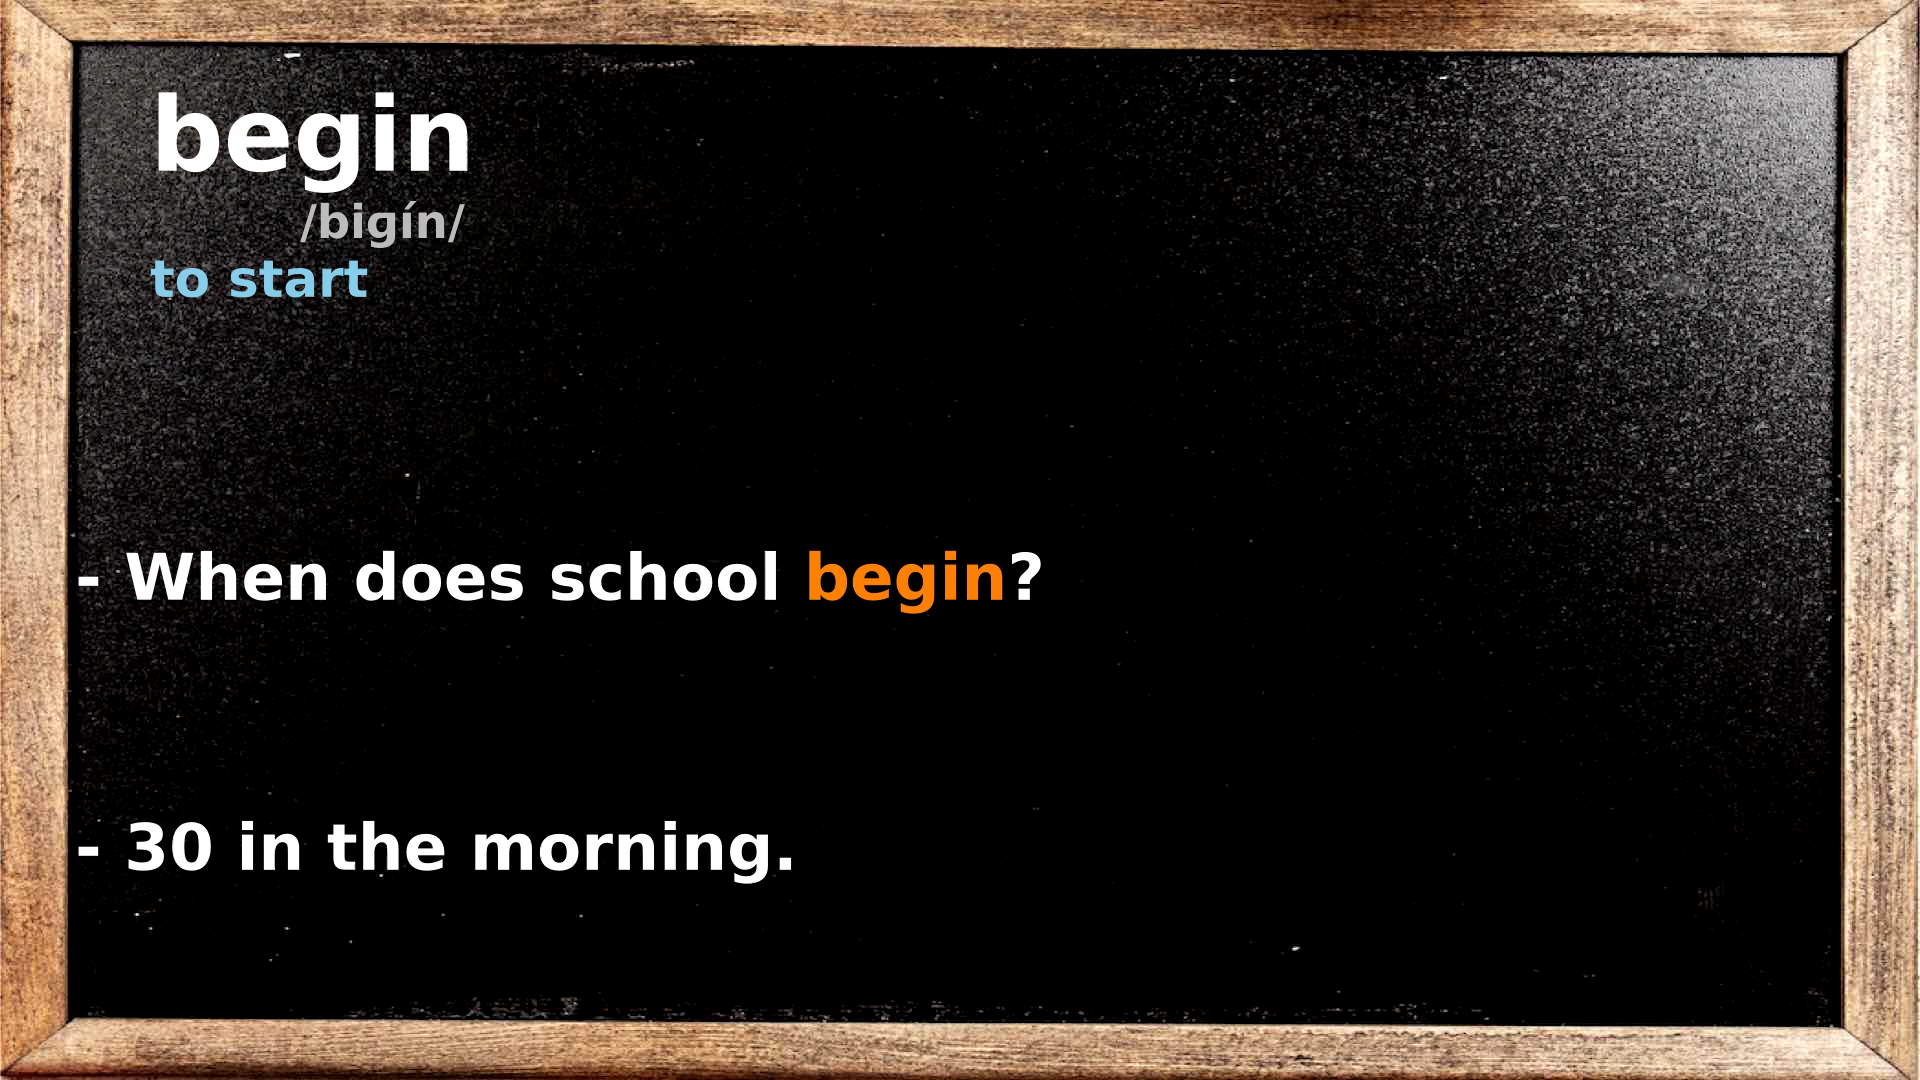 begin
/bigín/
to start
- When does school begin?
- 30 in the morning.